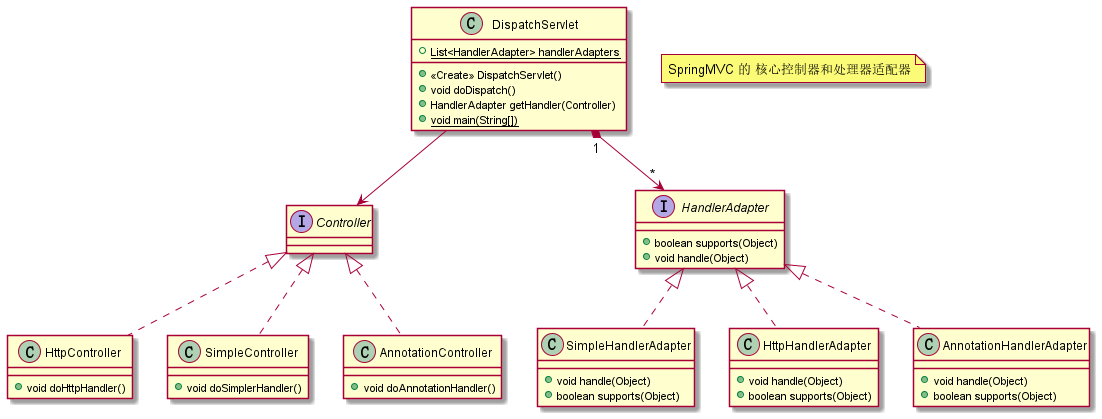 C DispatchServlet
List<HandlerAdapter> handlerAdapters
«Create» DispatchServlet()
void doDispatch()
HandlerAdapter getHandler(Controller)
void main(String[])
SpringMVC 的 核心控制器和处理器适配器
1
*
I Controller
I HandlerAdapter
boolean supports(Object)
void handle(Object)
C HttpController
void doHttpHandler()
C SimpleController
void doSimplerHandler()
C AnnotationController
void doAnnotationHandler()
C SimpleHandlerAdapter
void handle(Object)
boolean supports(Object)
C HttpHandlerAdapter
void handle(Object)
boolean supports(Object)
C AnnotationHandlerAdapter
void handle(Object)
boolean supports(Object)